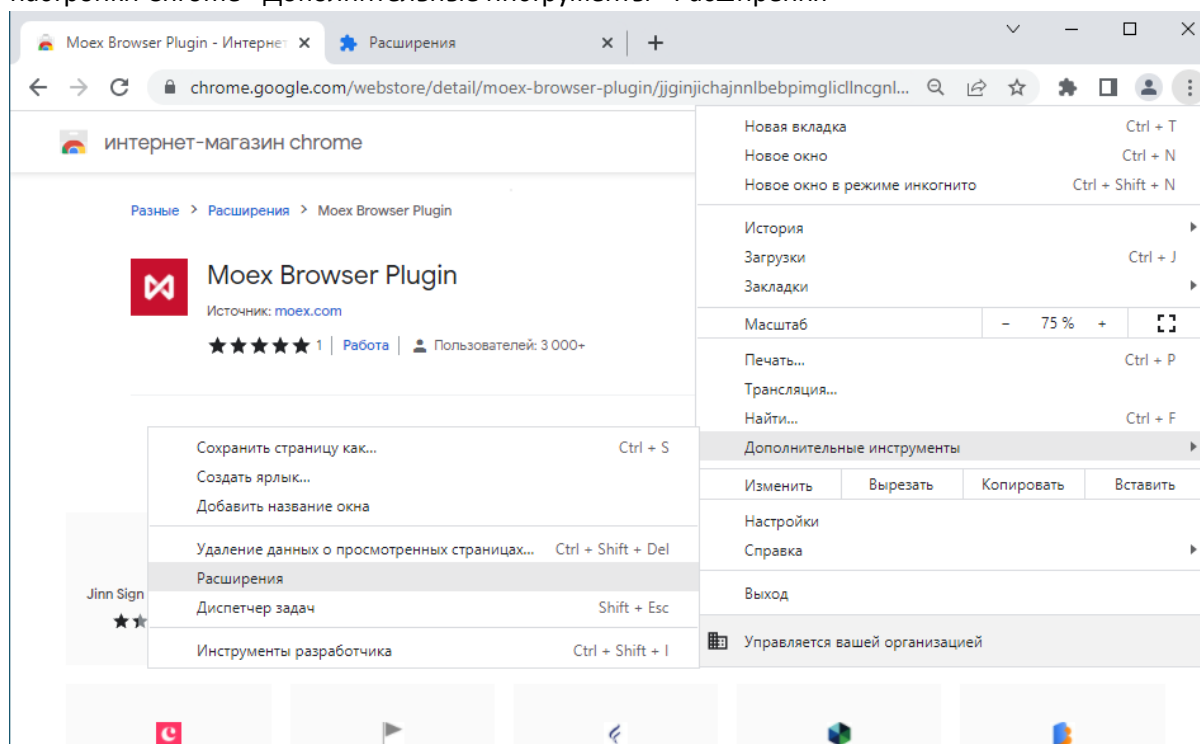 настройки Chrome - Дополнительные инструменты - Расширения
Moex Browser Plugin - Интернет
Расширения
chrome.google.com/webstore/detail/moex-browser-plugin/jjginjichajnnlbebpimglicllncgnl...
интернет-магазин chrome
Разные > Расширения > Moex Browser Plugin
Moex Browser Plugin
Источник: moex.com
1 | Работа | Пользователей: 3 000+
Новая вкладка Ctrl + T
Новое окно Ctrl + N
Новое окно в режиме инкогнито Ctrl + Shift + N
История
Загрузки Ctrl + J
Закладки
Масштаб - 75 % +
Печать... Ctrl + P
Трансляция...
Найти... Ctrl + F
Дополнительные инструменты
Изменить Вырезать Копировать Вставить
Настройки
Справка
Выход
Управляется вашей организацией
Сохранить страницу как... Ctrl + S
Создать ярлык...
Добавить название окна
Удаление данных о просмотренных страницах... Ctrl + Shift + Del
Расширения
Диспетчер задач Shift + Esc
Инструменты разработчика Ctrl + Shift + I
Jinn Sign